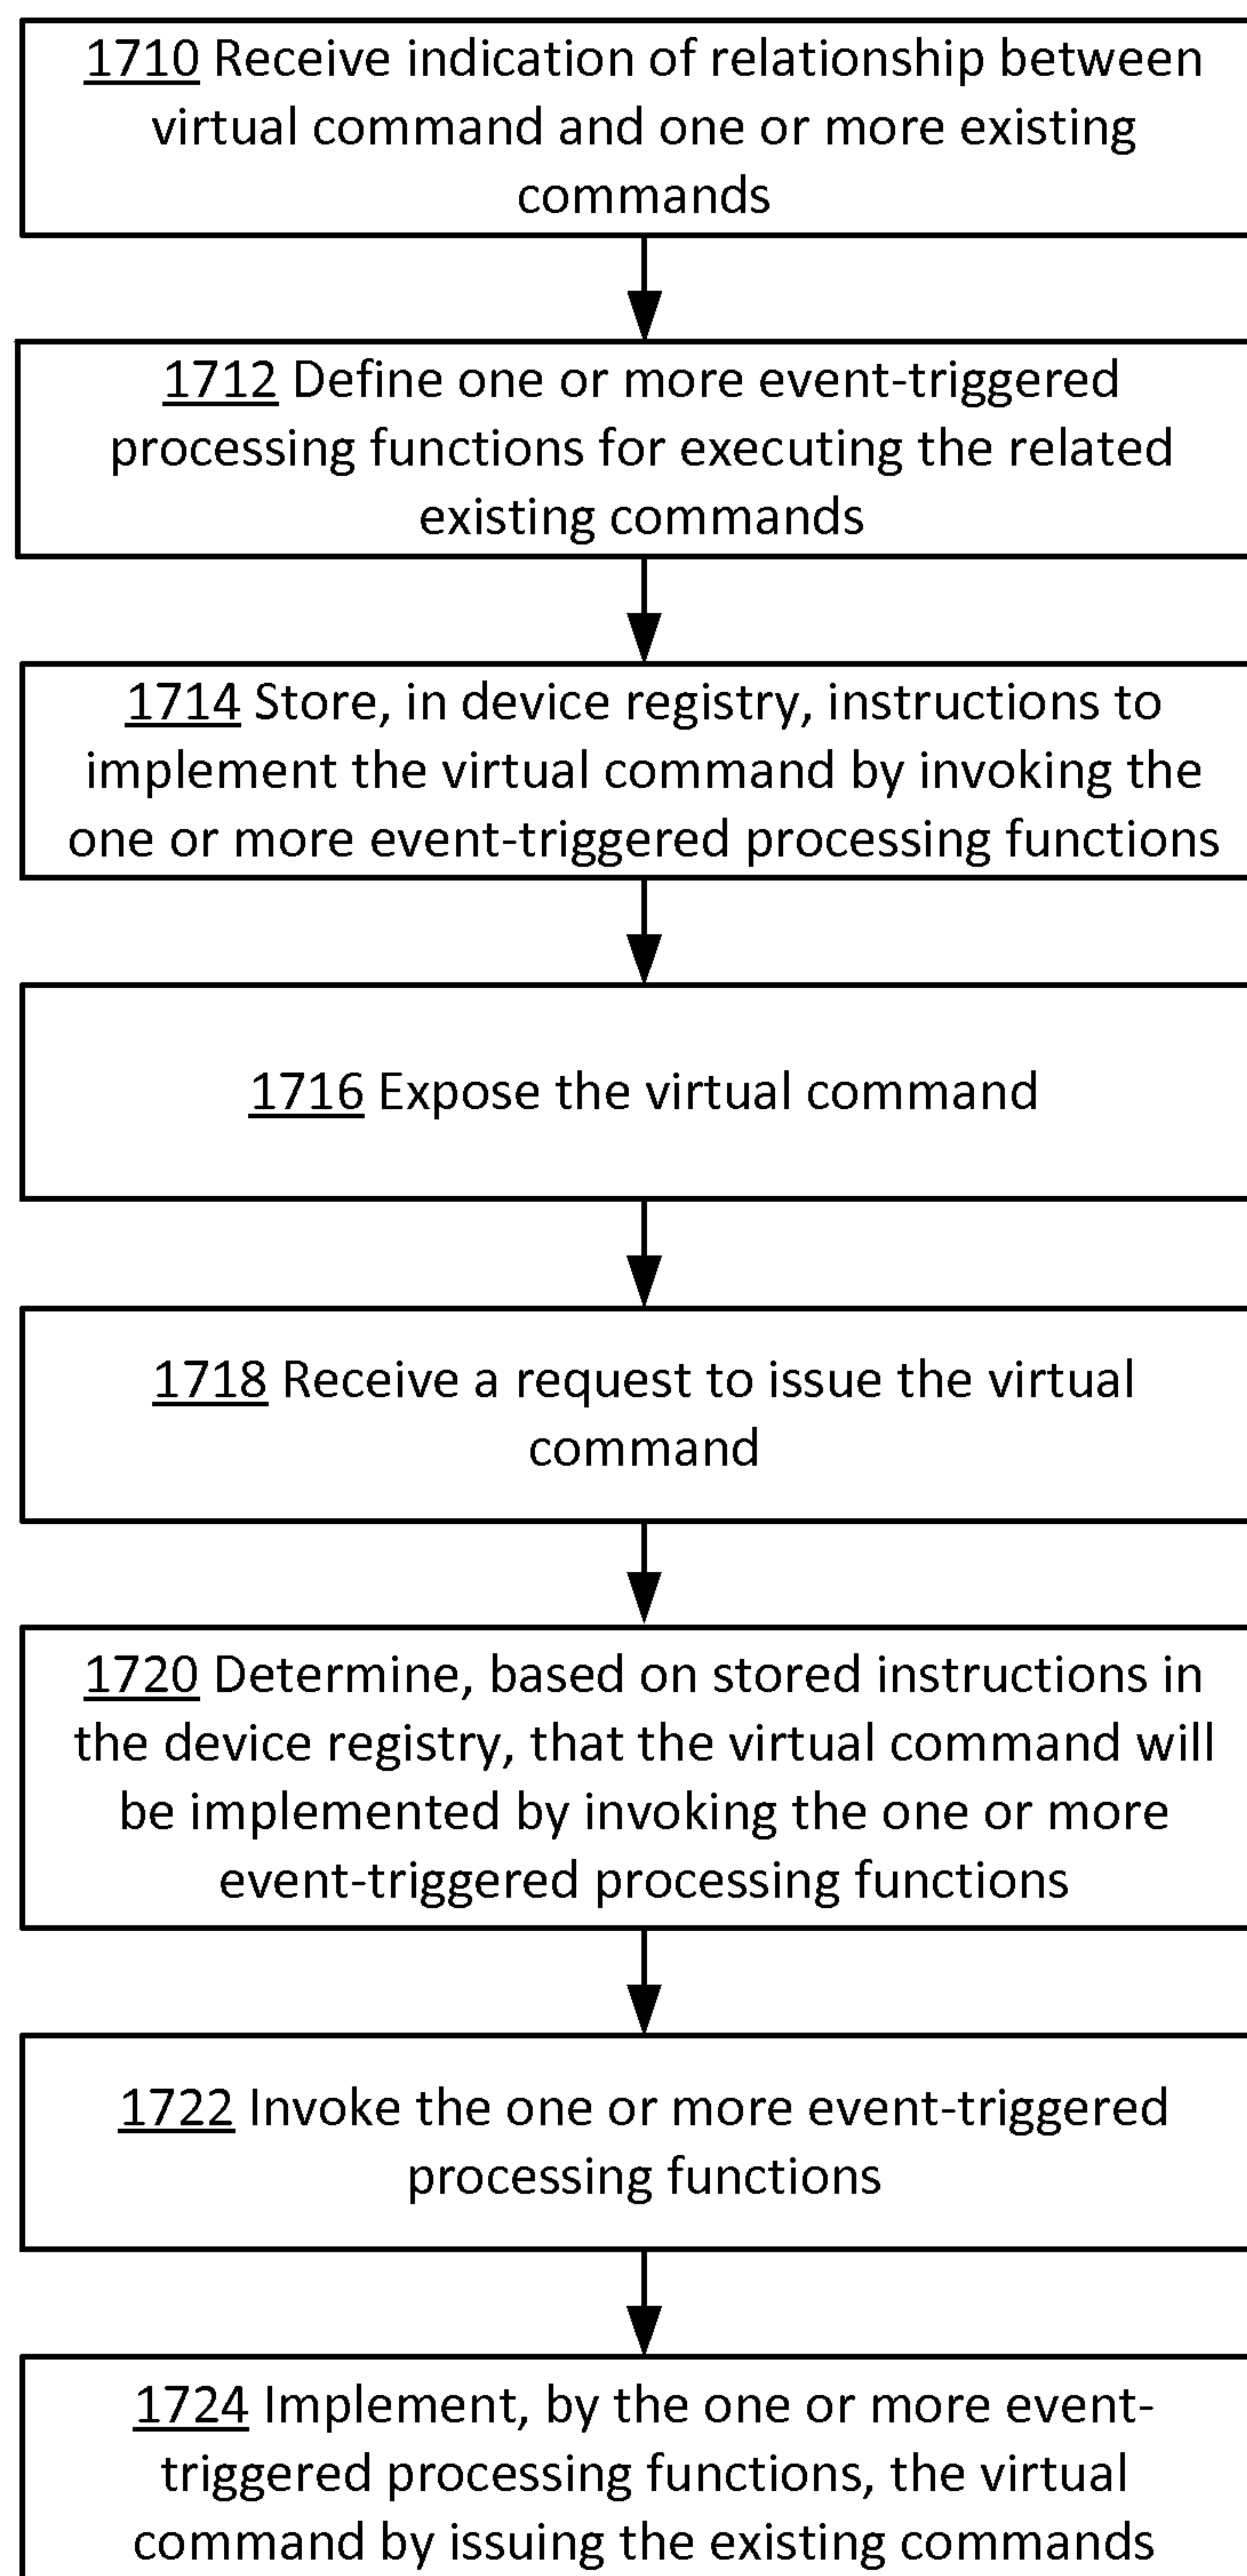 1710 Receive indication of relationship between
virtual command and one or more existing
commands
1712 Define one or more event-triggered
processing functions for executing the related
existing commands
1714 Store, in device registry, instructions to
implement the virtual command by invoking the
one or more event-triggered processing functions
1716 Expose the virtual command
1718 Receive a request to issue the virtual
command
1720 Determine, based on stored instructions in
the device registry, that the virtual command will
be implemented by invoking the one or more
event-triggered processing functions
1722 Invoke the one or more event-triggered
processing functions
1724 Implement, by the one or more event-
triggered processing functions, the virtual
command by issuing the existing commands